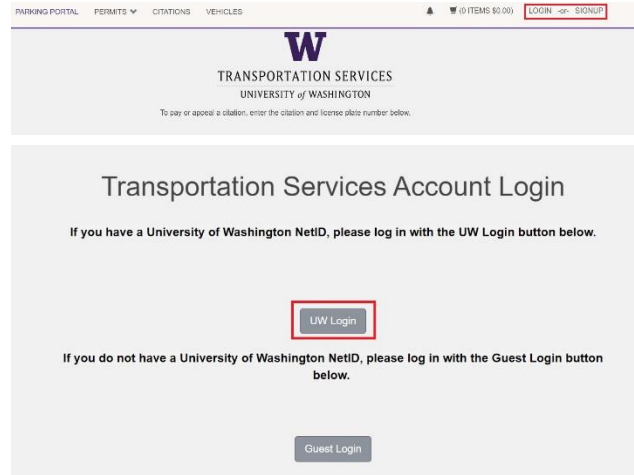 PARKING PORTAL PERMITS CITATIONS VEHICLES (0 ITEMS $0.00) LOGIN -or- SIGNUP
W
TRANSPORTATION SERVICES
UNIVERSITY of WASHINGTON
To pay or appeal a citation, enter the citation and license plate number below.
Transportation Services Account Login
If you have a University of Washington NetID, please log in with the UW Login button below.
UW Login
If you do not have a University of Washington NetID, please log in with the Guest Login button
below.
Guest Login